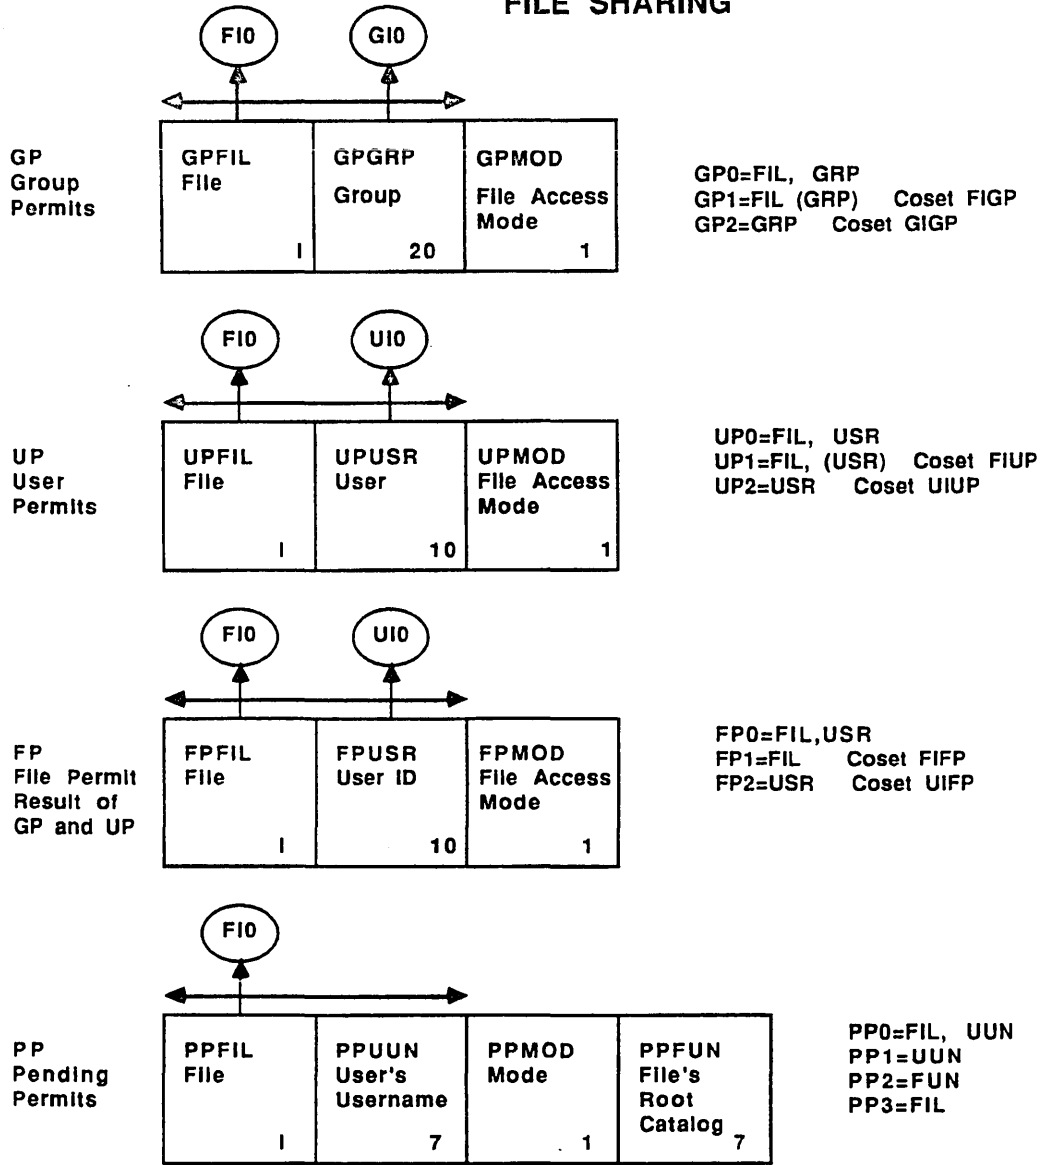 FILE SHARING
FI0 GI0
GP
Group
Permits
GPFIL
File
I
GPGRP
Group
20
GPMOD
File Access
Mode
1
GP0=FIL, GRP
GP1=FIL (GRP) Coset FIGP
GP2=GRP Coset GIGP
FI0 UI0
UP
User
Permits
UPFIL
File
I
UPUSR
User
10
UPMOD
File Access
Mode
1
UP0=FIL, USR
UP1=FIL, (USR) Coset FIUP
UP2=USR Coset UIUP
FI0 UI0
FP
File Permit
Result of
GP and UP
FPFIL
File
I
FPUSR
User ID
10
FPMOD
File Access
Mode
1
FP0=FIL,USR
FP1=FIL Coset FIFP
FP2=USR Coset UIFP
FI0
PP
Pending
Permits
PPFIL
File
I
PPUUN
User's
Username
7
PPMOD
Mode
1
PPFUN
File's
Root
Catalog
7
PP0=FIL, UUN
PP1=UUN
PP2=FUN
PP3=FIL